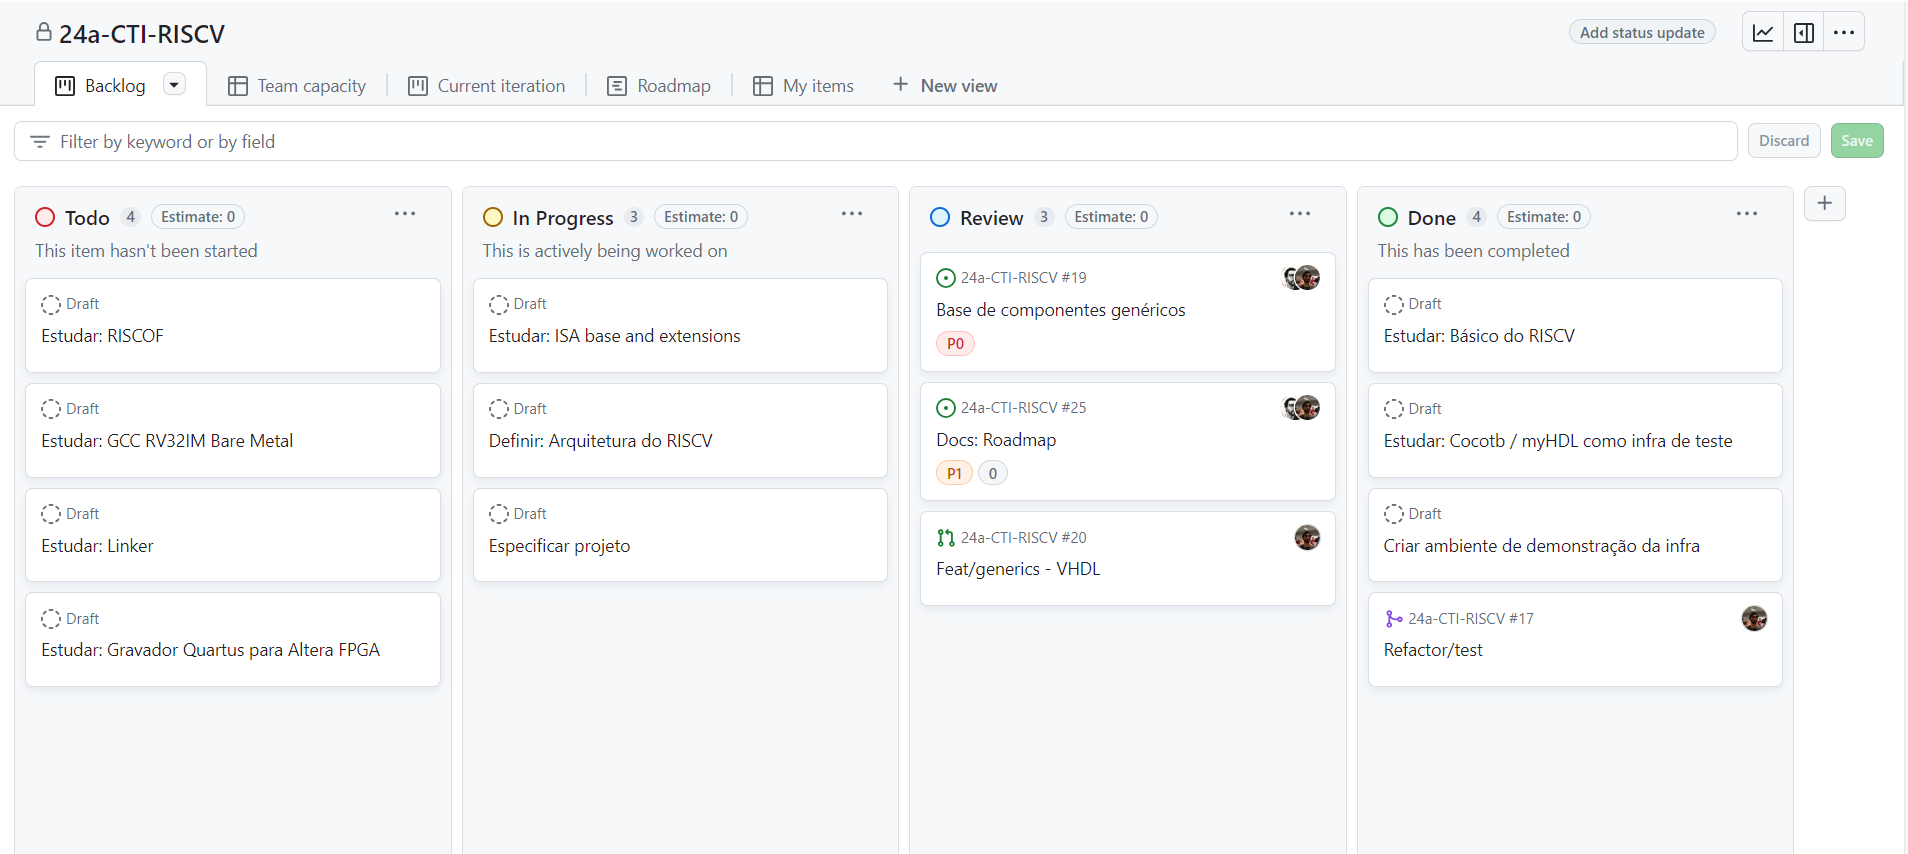 24a-CTI-RISCV
Add status update
Backlog
Team capacity
Current iteration
Roadmap
My items
New view
Filter by keyword or by field
Discard
Save
Todo 4 Estimate: 0
This item hasn't been started
Draft
Estudar: RISCOF
Draft
Estudar: GCC RV32IM Bare Metal
Draft
Estudar: Linker
Draft
Estudar: Gravador Quartus para Altera FPGA
In Progress 3 Estimate: 0
This is actively being worked on
Draft
Estudar: ISA base and extensions
Draft
Definir: Arquitetura do RISCV
Draft
Especificar projeto
Review 3 Estimate: 0
24a-CTI-RISCV #19
Base de componentes genéricos
P0
24a-CTI-RISCV #25
Docs: Roadmap
P1 0
24a-CTI-RISCV #20
Feat/generics - VHDL
Done 4 Estimate: 0
This has been completed
Draft
Estudar: Básico do RISCV
Draft
Estudar: Cocotb / myHDL como infra de teste
Draft
Criar ambiente de demonstração da infra
24a-CTI-RISCV #17
Refactor/test